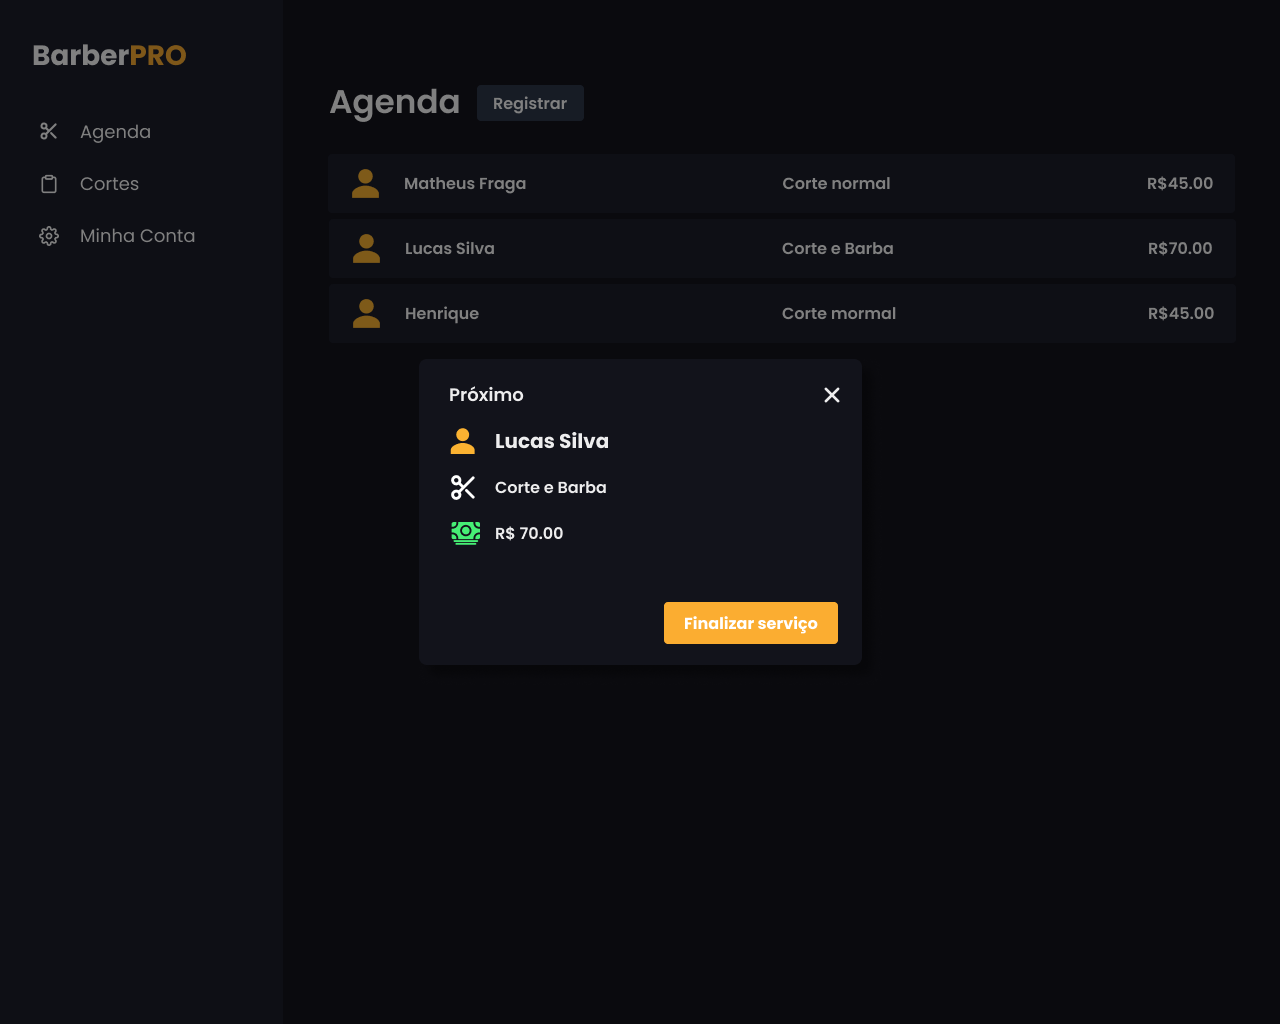 BarberPRO
Agenda
Cortes
Minha Conta
Agenda Registrar
Matheus Fraga Corte normal R$45.00
Lucas Silva Corte e Barba R$70.00
Henrique Corte mormal R$45.00
Próximo
Lucas Silva
Corte e Barba
R$ 70.00
Finalizar serviço